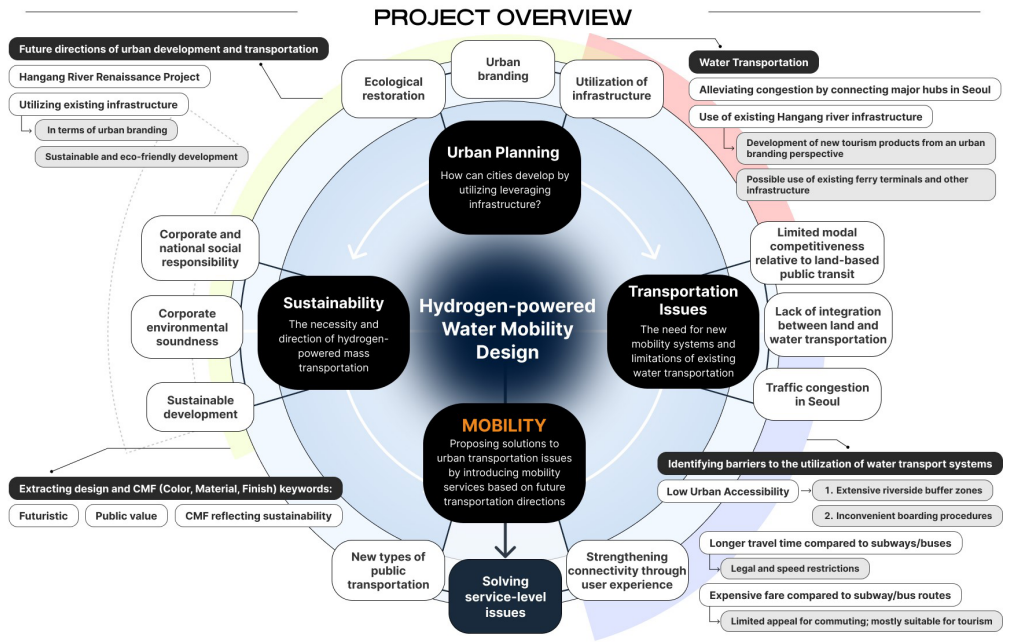 PROJECT OVERVIEW
Future directions of urban development and transportation
Hangang River Renaissance Project
Utilizing existing infrastructure
In terms of urban branding
Sustainable and eco-friendly development
Ecological
restoration
Urban
branding
Utilization of
infrastructure
Water Transportation
Alleviating congestion by connecting major hubs in Seoul
Use of existing Hangang river infrastructure
Development of new tourism products from an urban
branding perspective
Possible use of existing ferry terminals and other
infrastructure
Urban Planning
How can cities develop by
utilizing leveraging
infrastructure?
Corporate and
national social
responsibility
Corporate
environmental
soundness
Sustainable
development
Sustainability
The necessity and
direction of hydrogen-
powered mass
transportation
Hydrogen-powered
Water Mobility
Design
Transportation
Issues
The need for new
mobility systems and
limitations of existing
water transportation
Limited modal
competitiveness
relative to land-based
public transit
Lack of integration
between land and
water transportation
Traffic congestion
in Seoul
MOBILITY
Proposing solutions to
urban transportation issues
by introducing mobility
services based on future
transportation directions
Extracting design and CMF (Color, Material, Finish) keywords:
Futuristic
Public value
CMF reflecting sustainability
New types of
public
transportation
Solving
service-level
issues
Strengthening
connectivity through
user experience
Identifying barriers to the utilization of water transport systems
Low Urban Accessibility
1. Extensive riverside buffer zones
2. Inconvenient boarding procedures
Longer travel time compared to subways/buses
Legal and speed restrictions
Expensive fare compared to subway/bus routes
Limited appeal for commuting; mostly suitable for tourism